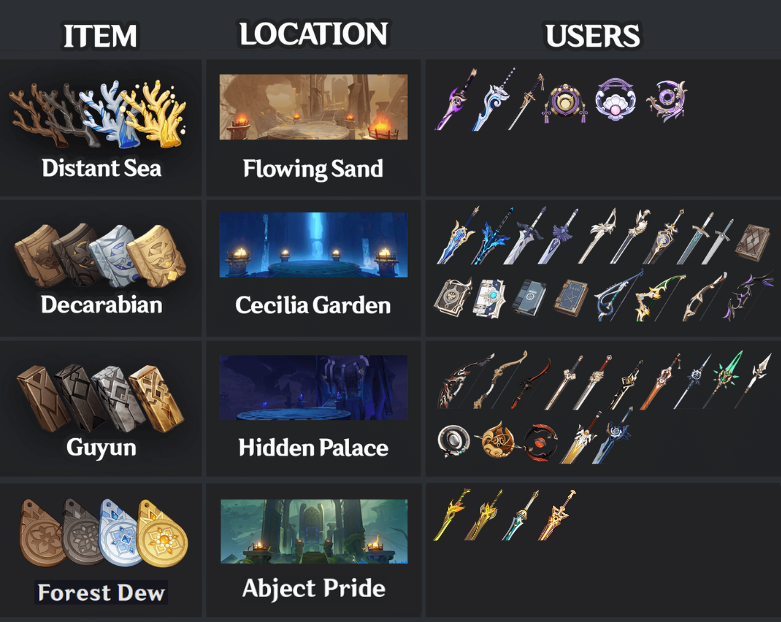 ITEM LOCATION USERS
Distant Sea Flowing Sand
Decarabian Cecilia Garden
Guyun Hidden Palace
Forest Dew Abject Pride